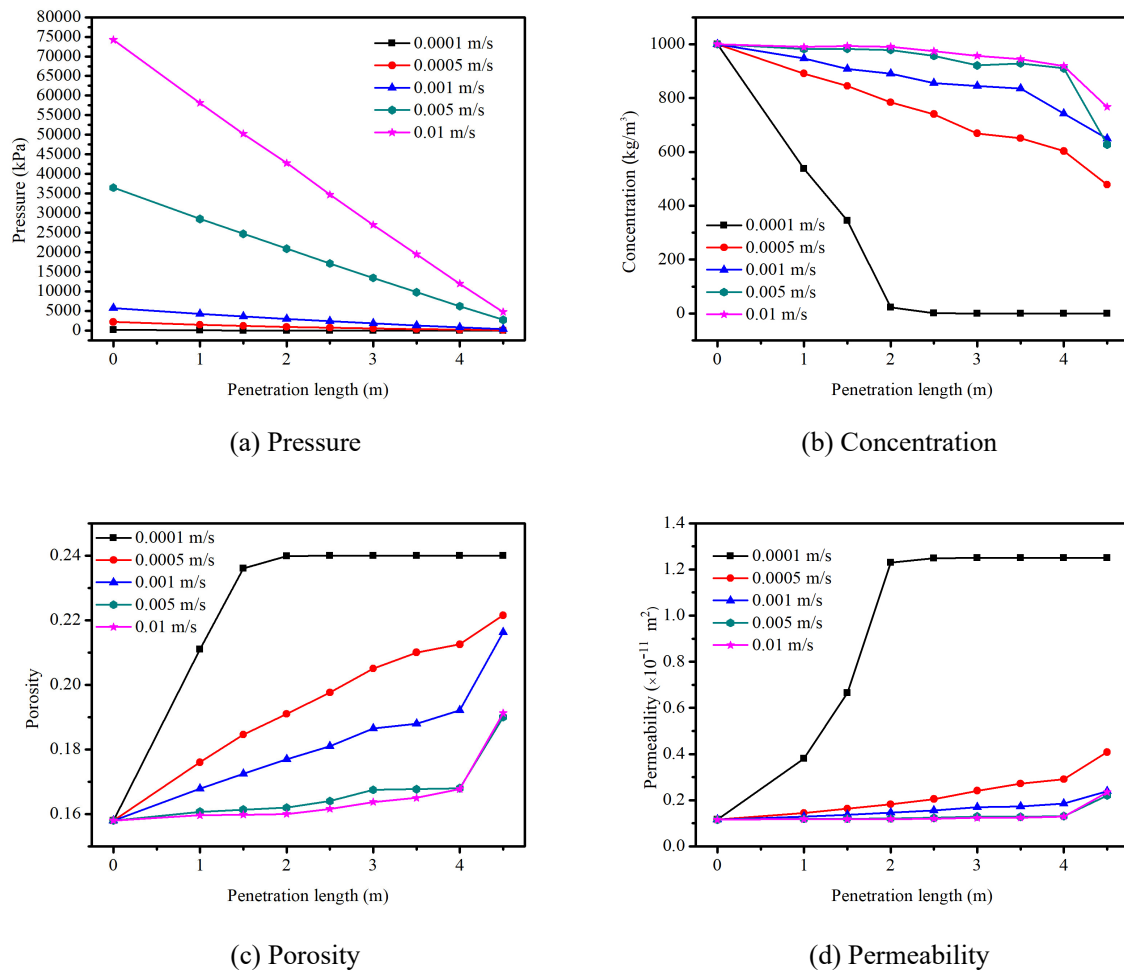 80000
75000
70000
65000
60000
55000
50000
45000
40000
35000
30000
25000
20000
15000
10000
5000
0
Pressure (kPa)
0.0001 m/s
0.0005 m/s
0.001 m/s
0.005 m/s
0.01 m/s
0 1 2 3 4
Penetration length (m)
(a) Pressure
1000
800
600
400
200
0
Concentration (kg/m³)
0.0001 m/s
0.0005 m/s
0.001 m/s
0.005 m/s
0.01 m/s
0 1 2 3 4
Penetration length (m)
(b) Concentration
0.24
0.22
0.20
0.18
0.16
Porosity
0.0001 m/s
0.0005 m/s
0.001 m/s
0.005 m/s
0.01 m/s
0 1 2 3 4
Penetration length (m)
(c) Porosity
1.4
1.2
1.0
0.8
0.6
0.4
0.2
0.0
Permeability (×10⁻¹¹ m²)
0.0001 m/s
0.0005 m/s
0.001 m/s
0.005 m/s
0.01 m/s
0 1 2 3 4
Penetration length (m)
(d) Permeability